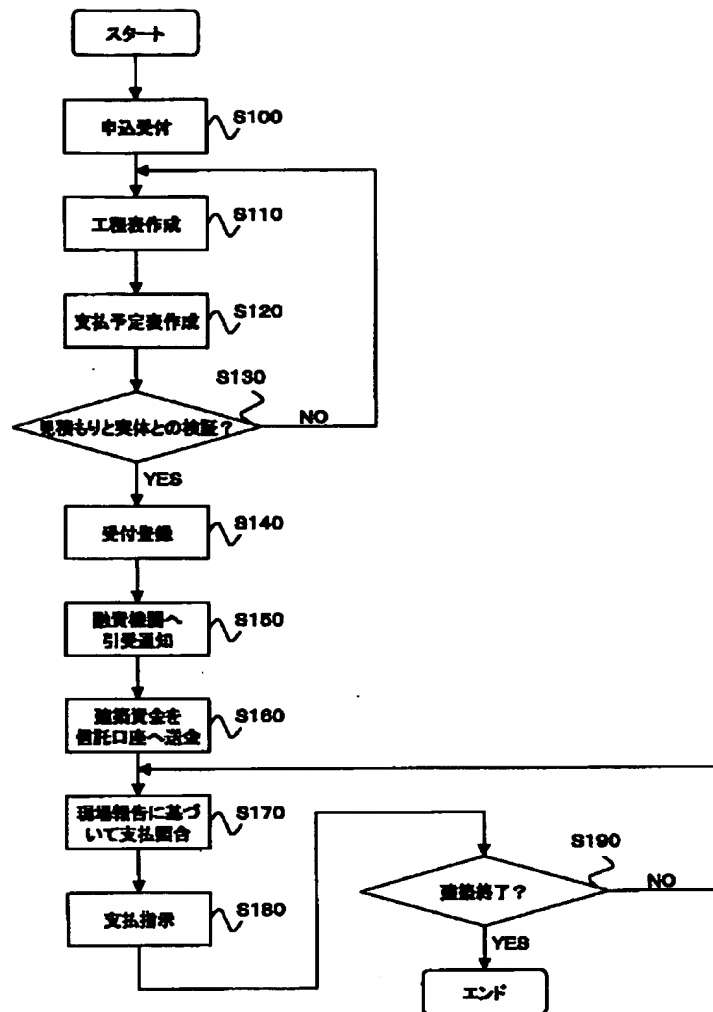 スタート
申込受付
S100
工程表作成
S110
支払予定表作成
S120
S130
見積もりと実体との検証？
NO
YES
受付登録
S140
融資機関へ
引受通知
S150
建築資金を
信託口座へ送金
S160
現場報告に基づ
いて支払照合
S170
支払指示
S180
S190
建築終了？
NO
YES
エンド